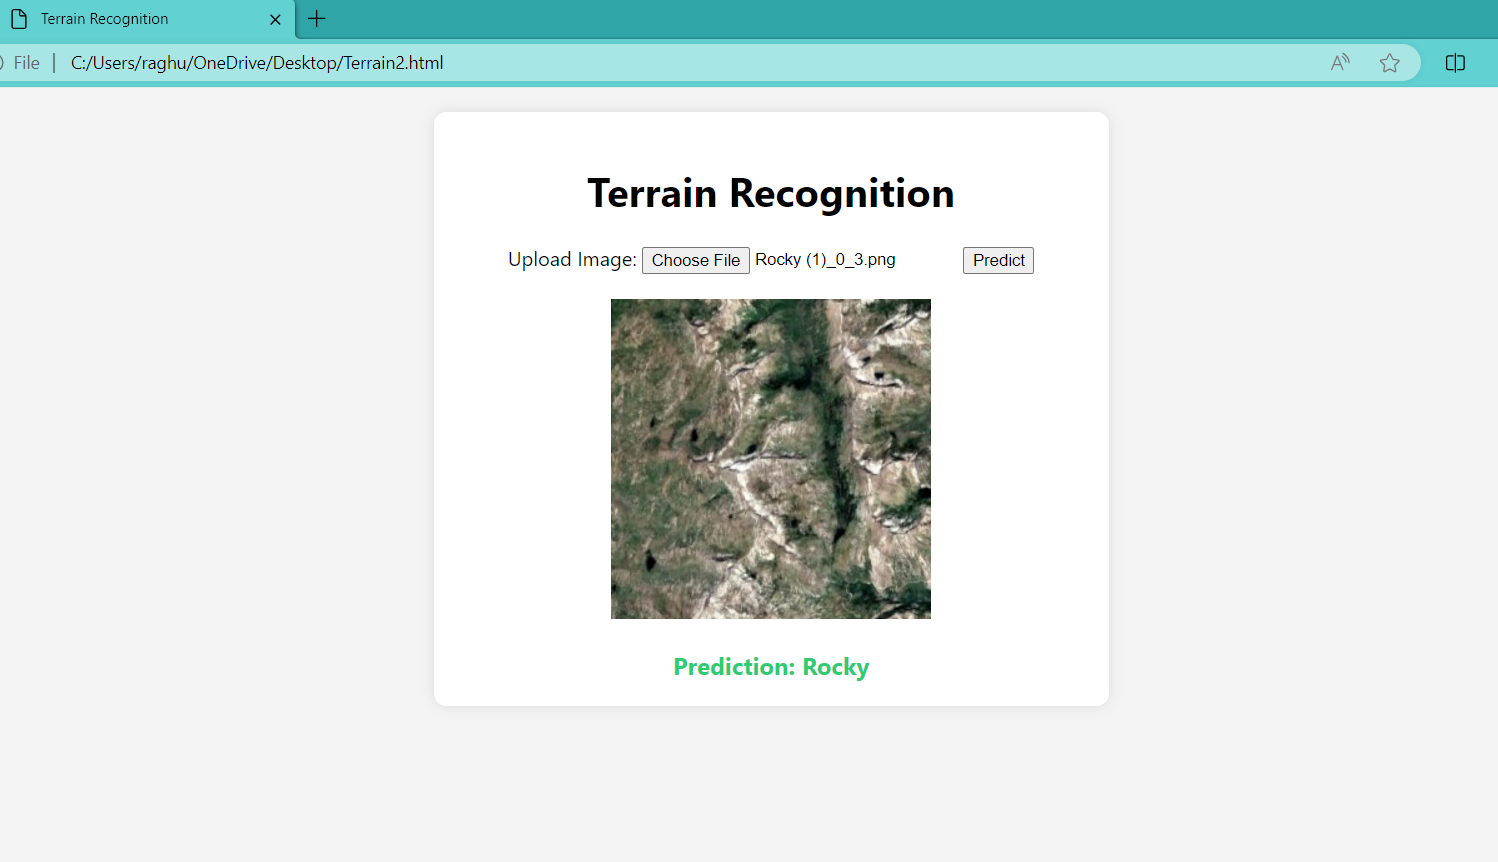 Terrain Recognition
File C:/Users/raghu/OneDrive/Desktop/Terrain2.html
Terrain Recognition
Upload Image: Choose File Rocky (1)_0_3.png Predict
Prediction: Rocky